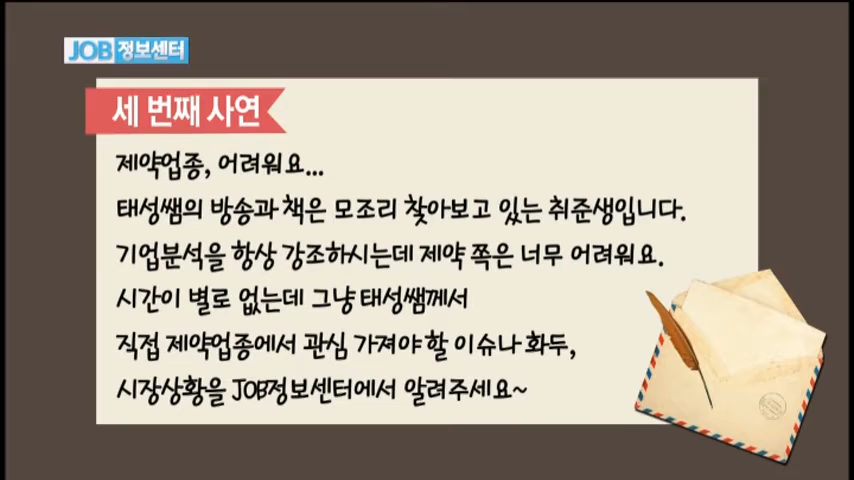 JOB 정보센터
세 번째 사연
제약업종, 어려워요...
태성쌤의 방송과 책은 모조리 찾아보고 있는 취준생입니다.
기업분석을 항상 강조하시는데 제약 쪽은 너무 어려워요.
시간이 별로 없는데 그냥 태성쌤께서
직접 제약업종에서 관심 가져야 할 이슈나 화두,
시장상황을 JOB정보센터에서 알려주세요~